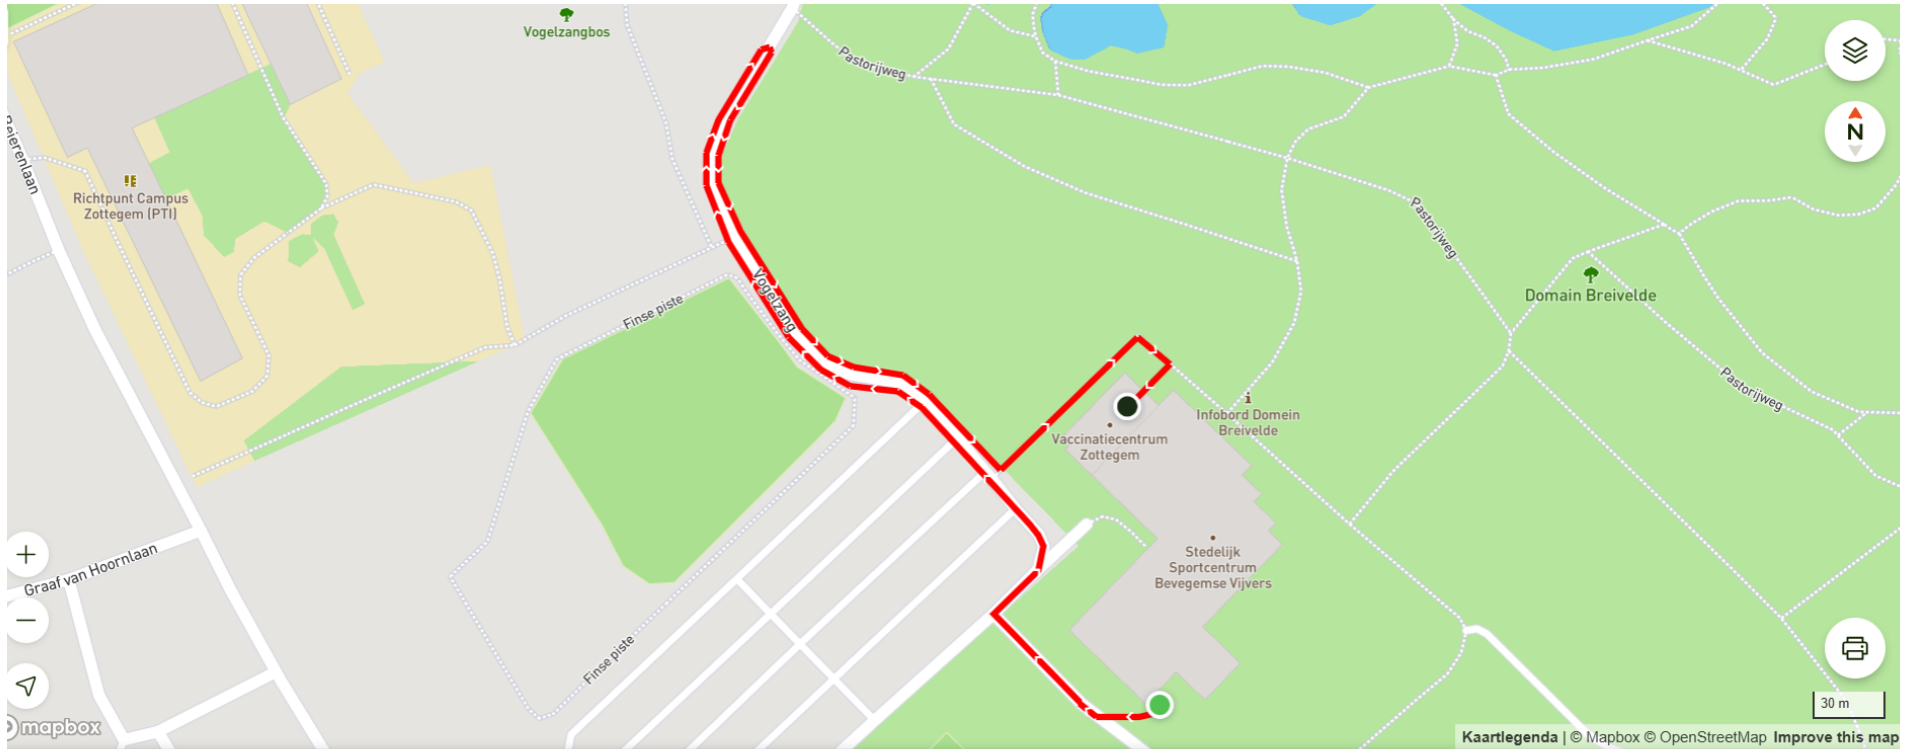 Vogelzangbos
Pastorijweg
N
Beierenlaan
Richtpunt Campus
Zottegem (PTI)
Pastorijweg
Vogelzang
Finse piste
Domain Breivelde
Pastorijweg
Infobord Domein
Breivelde
Vaccinatiecentrum
Zottegem
Stedelijk
Sportcentrum
Bevegemse Vijvers
Graaf van Hoornlaan
Finse piste
30 m
mapbox
Kaartlegenda | © Mapbox © OpenStreetMap Improve this map